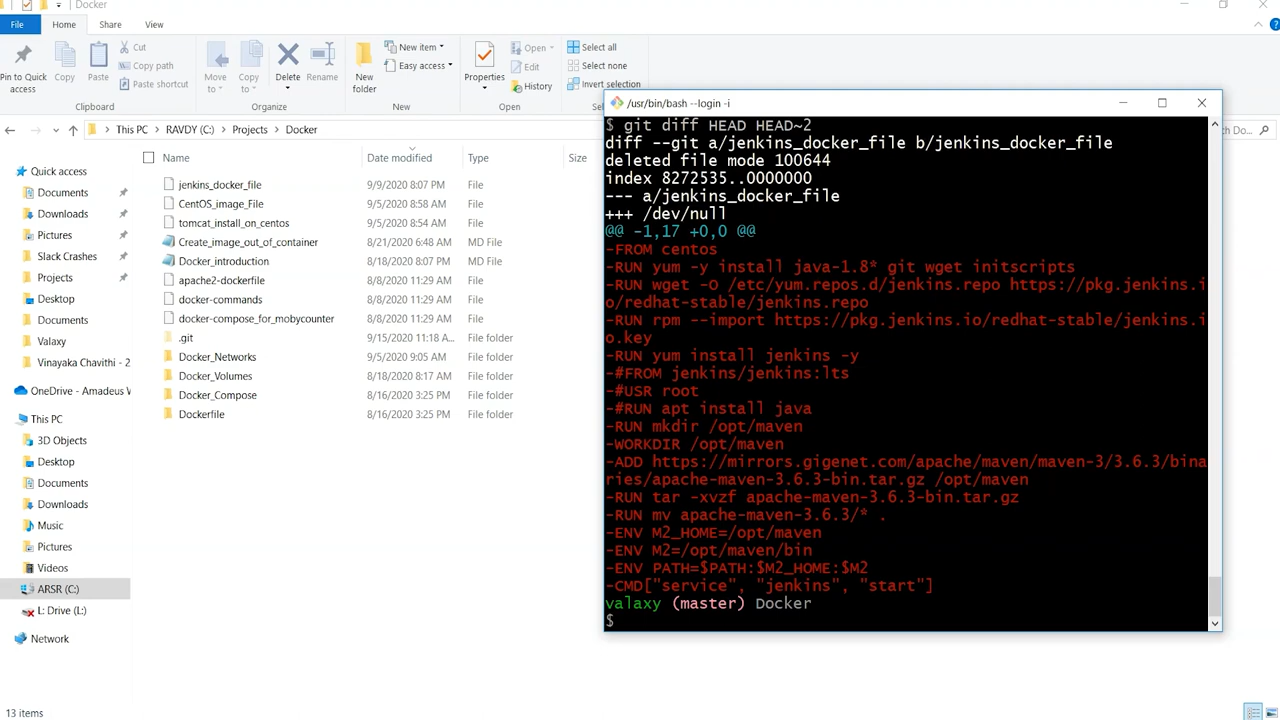 Docker
File
Home
Share
View
Pin to Quick access
Copy
Paste
Cut
Copy path
Paste shortcut
Clipboard
Move to
Copy to
Delete
Rename
Organize
New folder
New item
Easy access
New
Properties
Open
Edit
History
Open
Select all
Select none
Invert selection
This PC > RAVDY (C:) > Projects > Docker
Name Date modified Type Size
jenkins_docker_file 9/9/2020 8:07 PM File
CentOS_image_File 9/5/2020 8:58 AM File
tomcat_install_on_centos 9/5/2020 8:54 AM File
Create_image_out_of_container 8/21/2020 6:48 AM MD File
Docker_introduction 8/18/2020 8:07 PM MD File
apache2-dockerfile 8/8/2020 11:29 AM File
docker-commands 8/8/2020 11:29 AM File
docker-compose_for_mobycounter 8/8/2020 11:29 AM File
.git 9/15/2020 11:18 A... File folder
Docker_Networks 9/5/2020 9:05 AM File folder
Docker_Volumes 8/18/2020 8:17 AM File folder
Docker_Compose 8/16/2020 3:25 PM File folder
Dockerfile 8/16/2020 3:25 PM File folder
Quick access
Documents
Downloads
Pictures
Slack Crashes
Projects
Desktop
Documents
Valaxy
Vinayaka Chavithi - 2
OneDrive - Amadeus
This PC
3D Objects
Desktop
Documents
Downloads
Music
Pictures
Videos
ARSR (C:)
L: Drive (L:)
Network
13 items
/usr/bin/bash --login -i
$ git diff HEAD HEAD~2
diff --git a/jenkins_docker_file b/jenkins_docker_file
deleted file mode 100644
index 8272535..0000000
--- a/jenkins_docker_file
+++ /dev/null
@@ -1,17 +0,0 @@
-FROM centos
-RUN yum -y install java-1.8* git wget initscripts
-RUN wget -O /etc/yum.repos.d/jenkins.repo https://pkg.jenkins.i
o/redhat-stable/jenkins.repo
-RUN rpm --import https://pkg.jenkins.io/redhat-stable/jenkins.i
o.key
-RUN yum install jenkins -y
-#FROM jenkins/jenkins:lts
-#USR root
-#RUN apt install java
-RUN mkdir /opt/maven
-WORKDIR /opt/maven
-ADD https://mirrors.gigenet.com/apache/maven/maven-3/3.6.3/bina
ries/apache-maven-3.6.3-bin.tar.gz /opt/maven
-RUN tar -xvzf apache-maven-3.6.3-bin.tar.gz
-RUN mv apache-maven-3.6.3/* .
-ENV M2_HOME=/opt/maven
-ENV M2=/opt/maven/bin
-ENV PATH=$PATH:$M2_HOME:$M2
-CMD["service", "jenkins", "start"]
valaxy (master) Docker
$
Do...